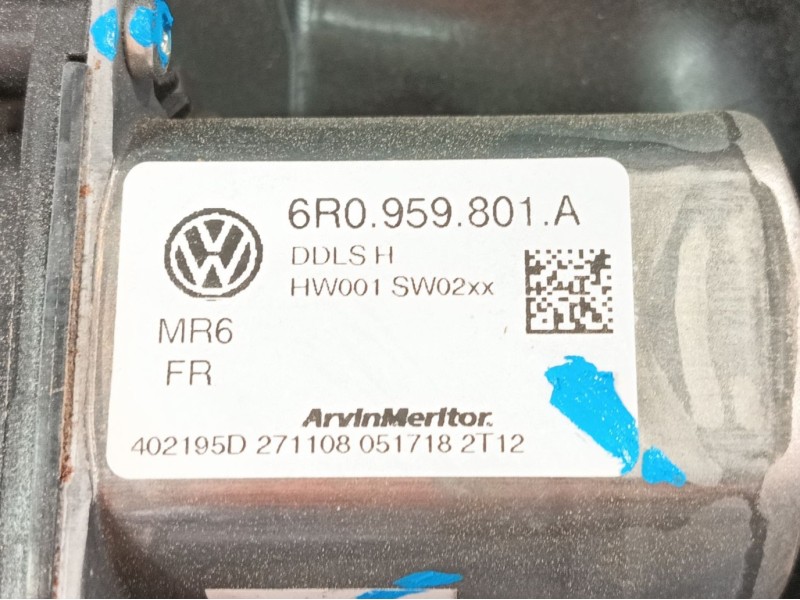 6R0.959.801.A
DDLS H
HW001 SW02xx
MR6
FR
ArvinMeritor.
402195D 271108 051718 2T12